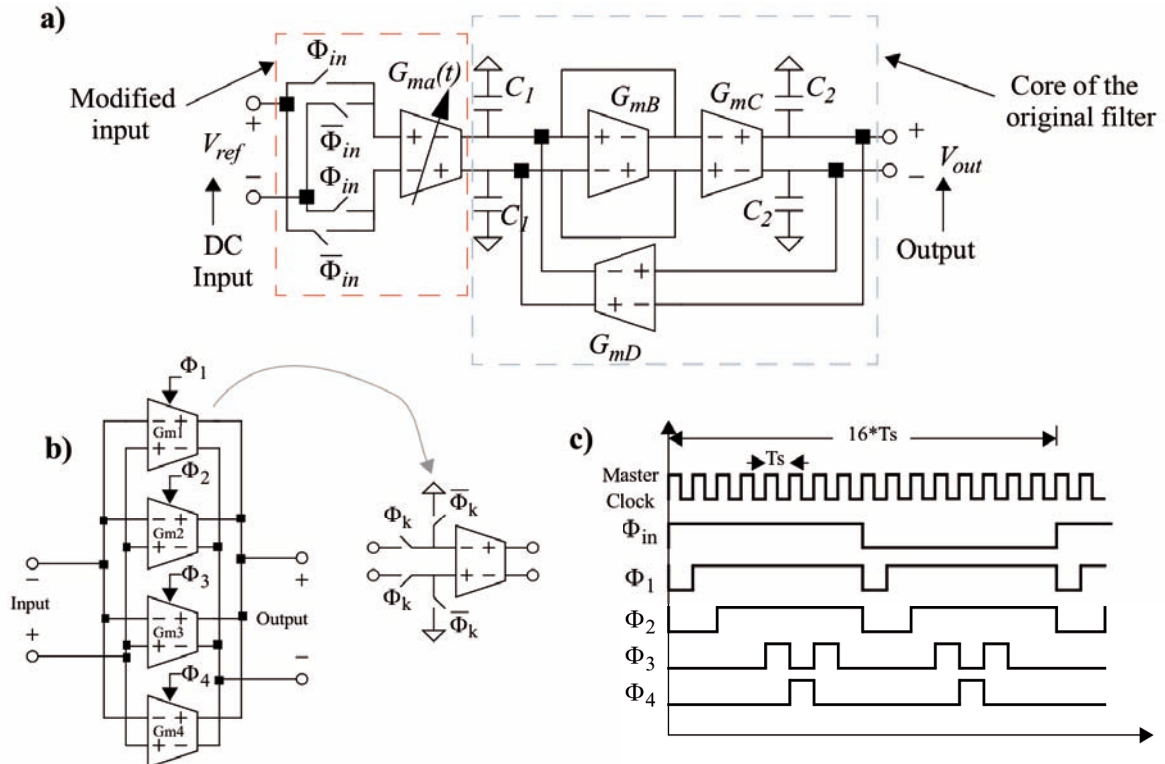 a)
Modified
input
Φin
Φ̅in
Φin
Φ̅in
+
Vref
−
DC
Input
Gma(t)
+ −
− +
C1
C1
GmB
− +
+ −
GmC
− +
+ −
C2
C2
GmD
− +
+ −
Core of the
original filter
+
−
Vout
Output
b)
Φ1
− +
Gm1
+ −
Φ2
− +
Gm2
+ −
Φ3
− +
Gm3
+ −
Φ4
− +
Gm4
+ −
−
Input
+
+
Output
−
Φk
Φ̅k
− +
+ −
Φk
Φ̅k
c)
16*Ts
Ts
Master
Clock
Φin
Φ1
Φ2
Φ3
Φ4